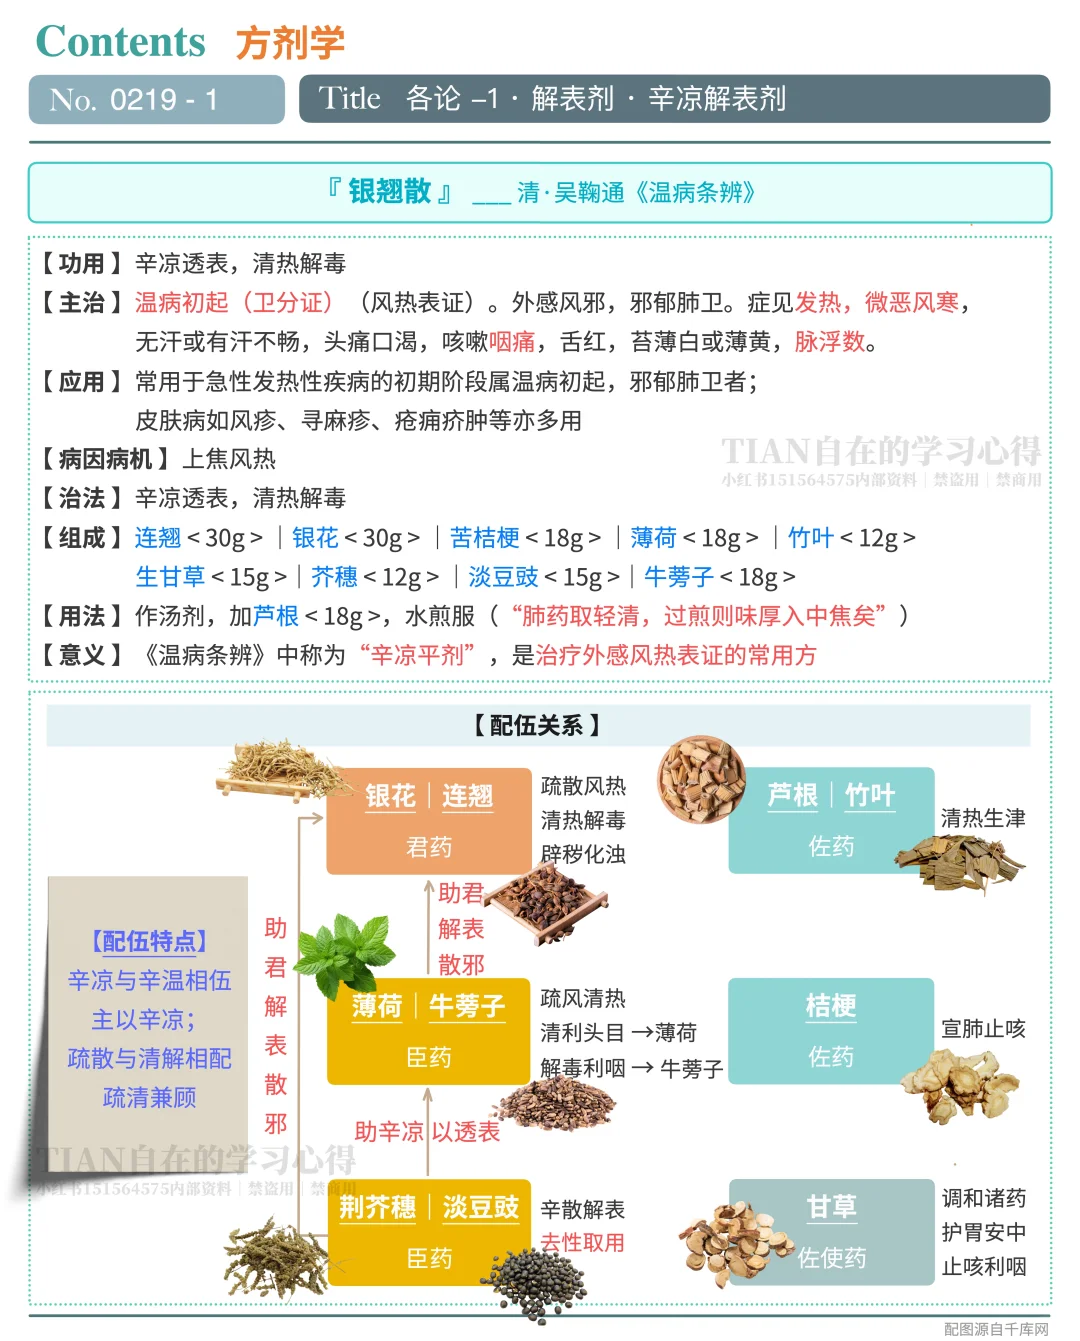 Contents 方剂学
No. 0219 - 1
Title 各论 –1 · 解表剂 · 辛凉解表剂
『 银翘散 』 ___ 清·吴鞠通《温病条辨》
【 功用 】 辛凉透表，清热解毒
【 主治 】 温病初起（卫分证）（风热表证）。外感风邪，邪郁肺卫。症见发热，微恶风寒，
无汗或有汗不畅，头痛口渴，咳嗽咽痛，舌红，苔薄白或薄黄，脉浮数。
【 应用 】 常用于急性发热性疾病的初期阶段属温病初起，邪郁肺卫者；
皮肤病如风疹、寻麻疹、疮痈疥肿等亦多用
【 病因病机 】上焦风热
【 治法 】 辛凉透表，清热解毒
【 组成 】 连翘 < 30g > ｜银花 < 30g > ｜苦桔梗 < 18g > ｜薄荷 < 18g > ｜竹叶 < 12g >
生甘草 < 15g >｜芥穗 < 12g > ｜淡豆豉 < 15g >｜牛蒡子 < 18g >
【 用法 】 作汤剂，加芦根 < 18g >，水煎服（ “肺药取轻清，过煎则味厚入中焦矣” ）
【 意义 】《温病条辨》中称为 “辛凉平剂” ，是治疗外感风热表证的常用方
TIAN自在的学习心得
小红书151564575内部资料｜禁盗用｜禁商用
【 配伍关系 】
银花｜连翘
君药
疏散风热
清热解毒
辟秽化浊
芦根｜竹叶
佐药
清热生津
助君
解表
散邪
助
君
解
表
散
邪
【配伍特点】
辛凉与辛温相伍
主以辛凉；
疏散与清解相配
疏清兼顾
薄荷｜牛蒡子
臣药
疏风清热
清利头目 →薄荷
解毒利咽 → 牛蒡子
桔梗
佐药
宣肺止咳
助辛凉 以透表
TIAN自在的学习心得
小红书151564575内部资料｜禁盗用｜禁商用
荆芥穗｜淡豆豉
臣药
辛散解表
去性取用
甘草
佐使药
调和诸药
护胃安中
止咳利咽
配图源自千库网